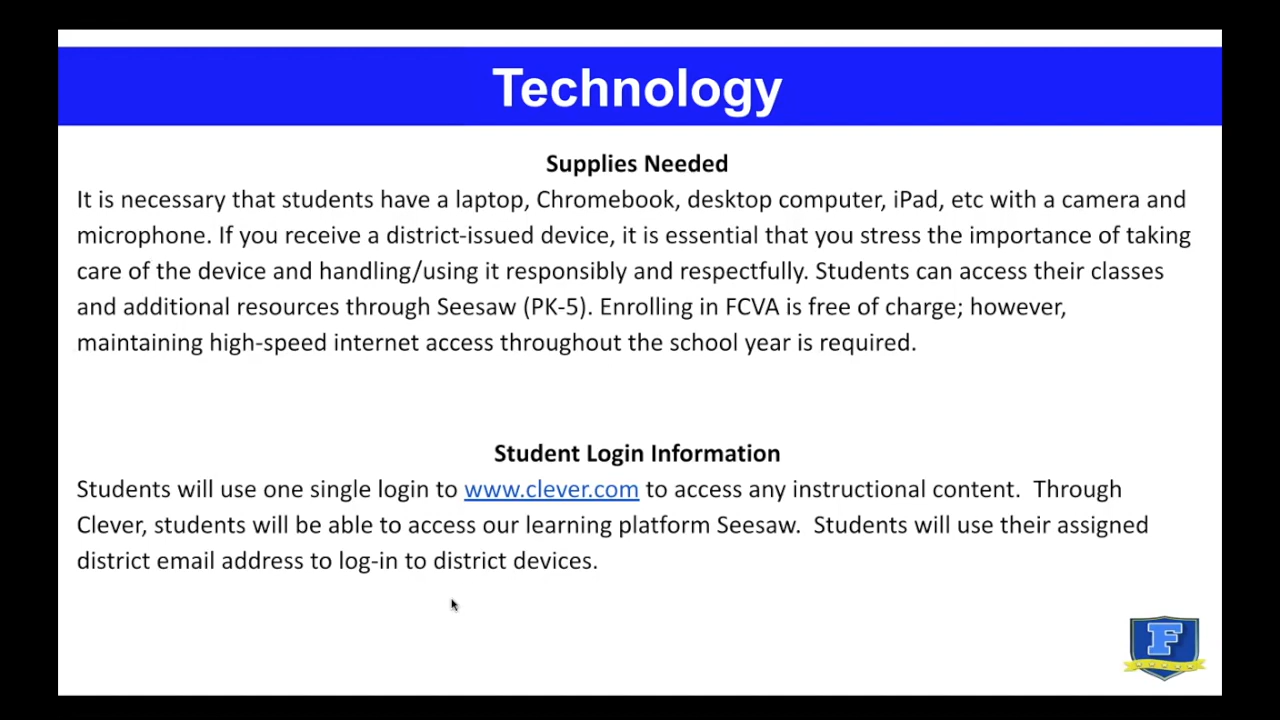 Technology
Supplies Needed
It is necessary that students have a laptop, Chromebook, desktop computer, iPad, etc with a camera and
microphone. If you receive a district-issued device, it is essential that you stress the importance of taking
care of the device and handling/using it responsibly and respectfully. Students can access their classes
and additional resources through Seesaw (PK-5). Enrolling in FCVA is free of charge; however,
maintaining high-speed internet access throughout the school year is required.
Student Login Information
Students will use one single login to www.clever.com to access any instructional content.  Through
Clever, students will be able to access our learning platform Seesaw.  Students will use their assigned
district email address to log-in to district devices.
F